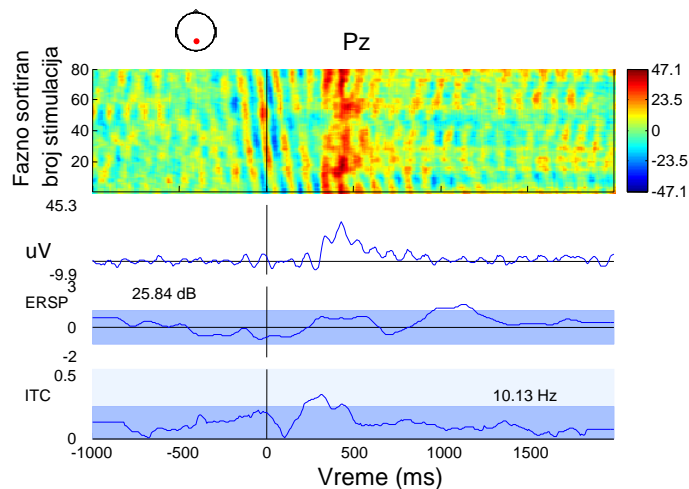 Pz
Fazno sortiran
broj stimulacija
80
60
40
20
47.1
23.5
0
-23.5
-47.1
45.3
uV
-9.9
3
ERSP
25.84 dB
0
-2
0.5
ITC
10.13 Hz
0
-1000
-500
0
500
1000
1500
Vreme (ms)